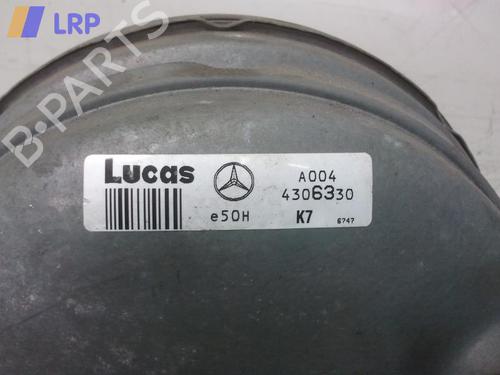 LRP
B-PARTS
Lucas
A004
4306330
e50H
K7
6747